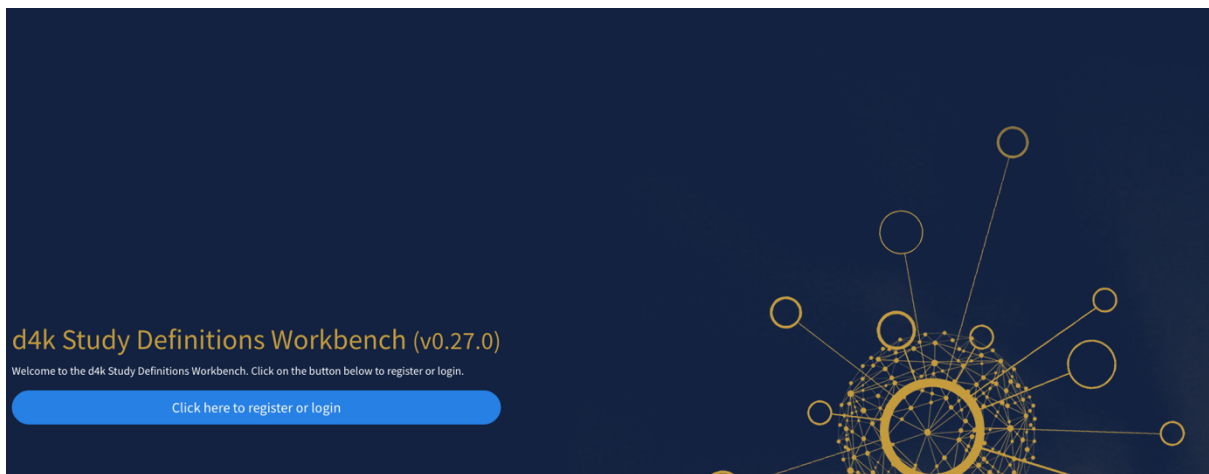 d4k Study Definitions Workbench (v0.27.0)
Welcome to the d4k Study Definitions Workbench. Click on the button below to register or login.
Click here to register or login